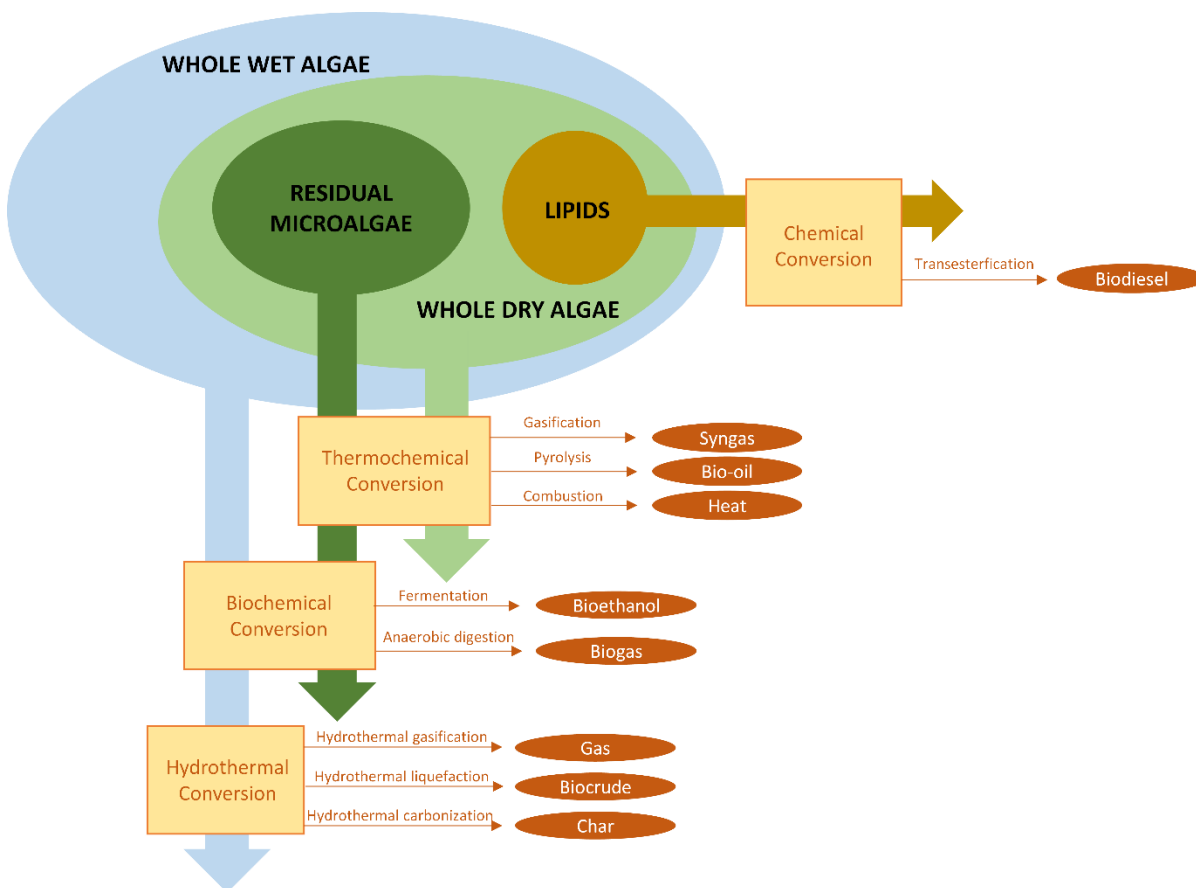 WHOLE WET ALGAE
RESIDUAL
MICROALGAE
LIPIDS
WHOLE DRY ALGAE
Chemical
Conversion
Transesterfication
Biodiesel
Thermochemical
Conversion
Gasification
Syngas
Pyrolysis
Bio-oil
Combustion
Heat
Biochemical
Conversion
Fermentation
Bioethanol
Anaerobic digestion
Biogas
Hydrothermal
Conversion
Hydrothermal gasification
Gas
Hydrothermal liquefaction
Biocrude
Hydrothermal carbonization
Char